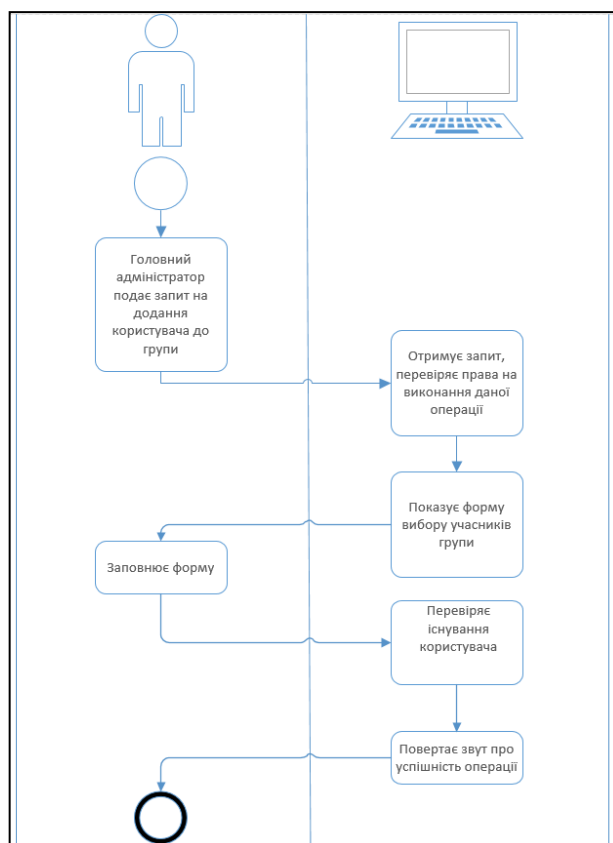 Головний
адміністратор
подає запит на
додання
користувача до
групи
Отримує запит,
перевіряє права на
виконання даної
операції
Показує форму
вибору учасників
групи
Заповнює форму
Перевіряє
існування
користувача
Повертає звут про
успішність операції